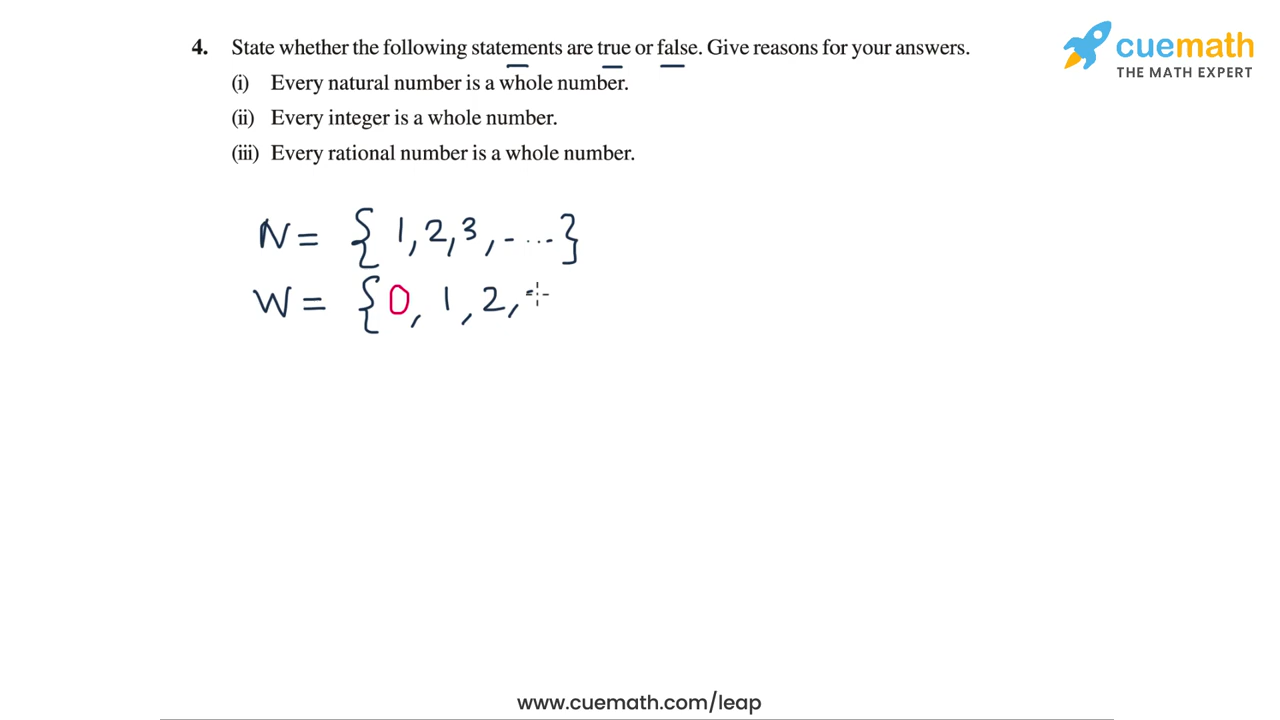 4. State whether the following statements are true or false. Give reasons for your answers.
(i) Every natural number is a whole number.
(ii) Every integer is a whole number.
(iii) Every rational number is a whole number.
N = { 1, 2, 3, ..... }
W = { 0, 1, 2,
cuemath
THE MATH EXPERT
www.cuemath.com/leap